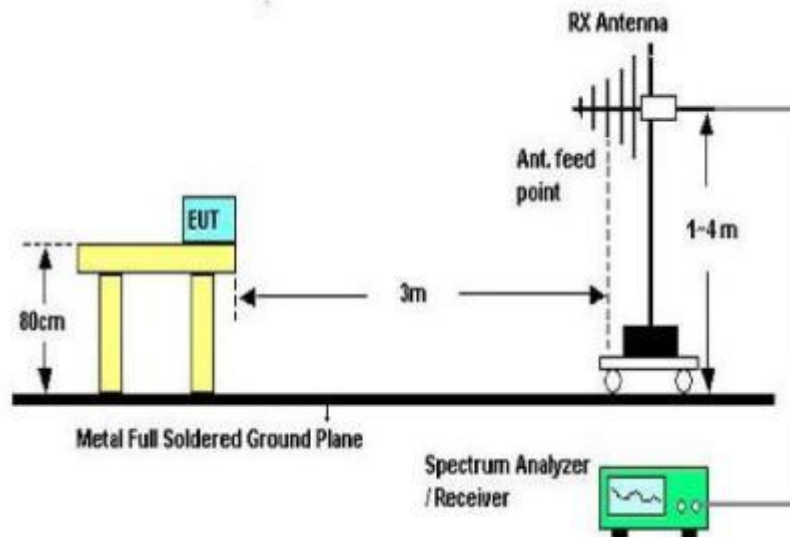 RX Antenna
Ant. feed
point
EUT
1~4 m
3m
80cm
Metal Full Soldered Ground Plane
Spectrum Analyzer
/ Receiver